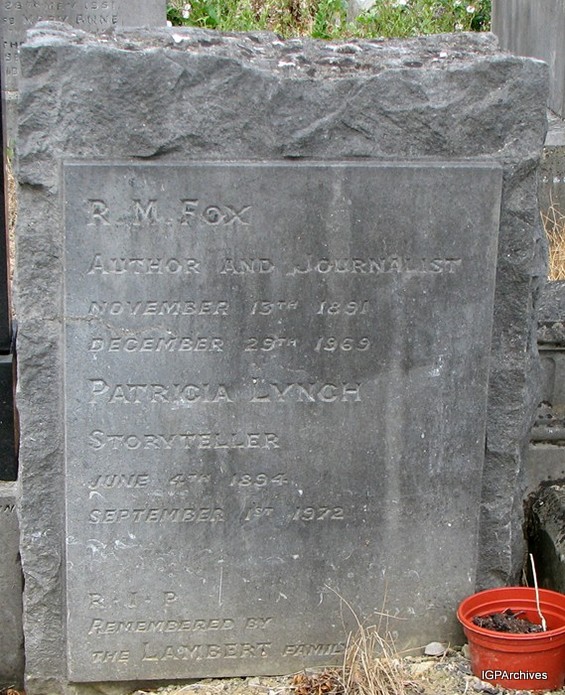 R. M. FOX
AUTHOR AND JOURNALIST
NOVEMBER 13TH 1891
DECEMBER 29TH 1969
PATRICIA LYNCH
STORYTELLER
JUNE 4TH 1894
SEPTEMBER 1ST 1972
R.I.P
REMEMBERED BY
THE LAMBERT FAMILY
IGPArchives